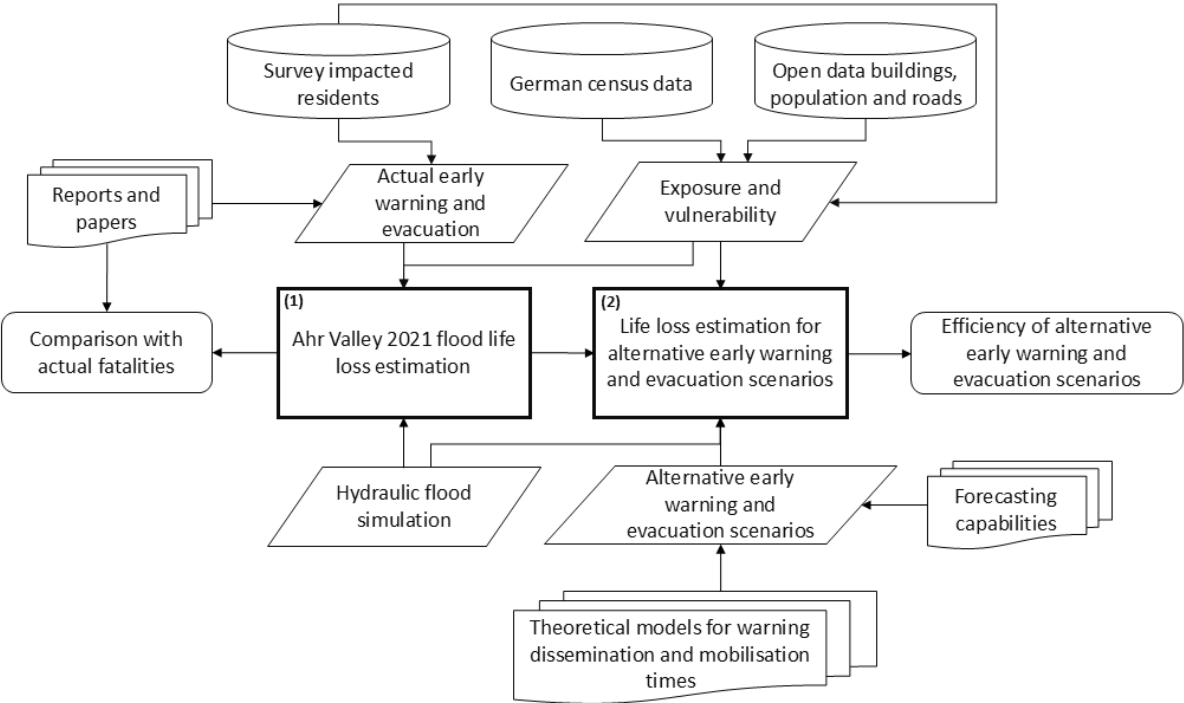 Survey impacted
residents
German census data
Open data buildings,
population and roads
Reports and
papers
Actual early
warning and
evacuation
Exposure and
vulnerability
(1)
Ahr Valley 2021 flood life
loss estimation
(2)
Life loss estimation for
alternative early warning
and evacuation scenarios
Comparison with
actual fatalities
Efficiency of alternative
early warning and
evacuation scenarios
Hydraulic flood
simulation
Alternative early
warning and
evacuation scenarios
Forecasting
capabilities
Theoretical models for warning
dissemination and mobilisation
times